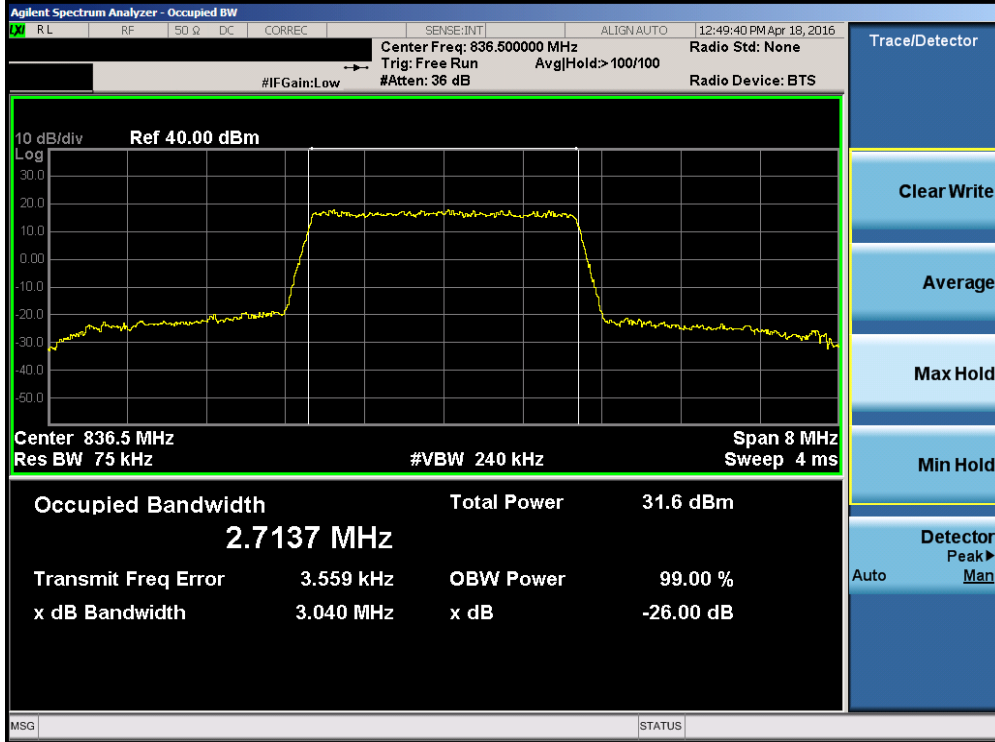 Agilent Spectrum Analyzer - Occupied BW
LXI RL RF 50 Ω DC CORREC SENSE:INT ALIGN AUTO 12:49:40 PM Apr 18, 2016
Center Freq: 836.500000 MHz Radio Std: None
Trig: Free Run Avg|Hold:>100/100
#IFGain:Low #Atten: 36 dB Radio Device: BTS
Trace/Detector
10 dB/div Ref 40.00 dBm
Log
30.0
20.0
10.0
0.00
-10.0
-20.0
-30.0
-40.0
-50.0
Center 836.5 MHz Span 8 MHz
Res BW 75 kHz #VBW 240 kHz Sweep 4 ms
Occupied Bandwidth Total Power 31.6 dBm
2.7137 MHz
Transmit Freq Error 3.559 kHz OBW Power 99.00 %
x dB Bandwidth 3.040 MHz x dB -26.00 dB
Clear Write
Average
Max Hold
Min Hold
Detector
Peak▶
Auto Man
MSG STATUS